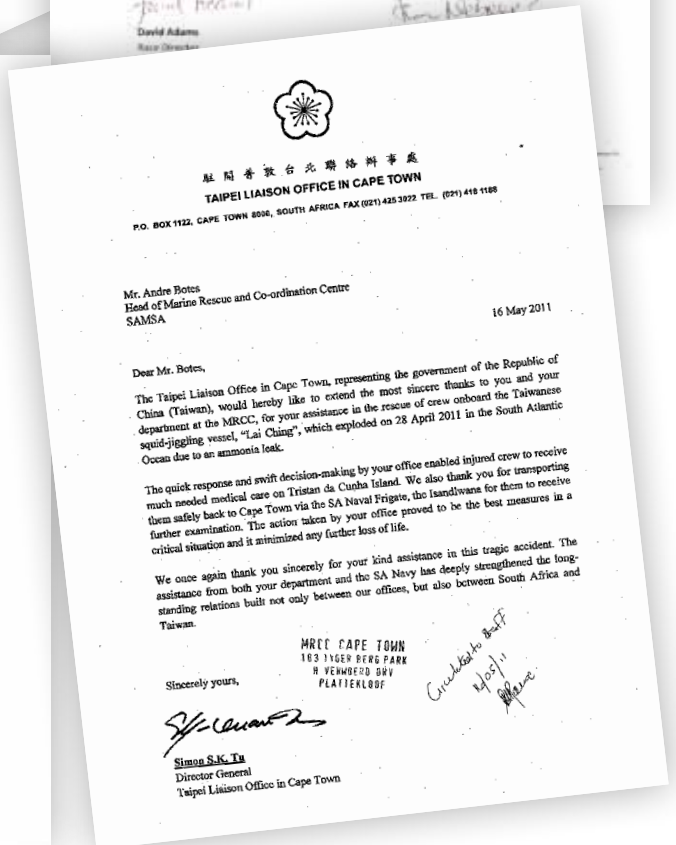 David Adams
Race Director
駐開普敦台北聯絡辦事處
TAIPEI LIAISON OFFICE IN CAPE TOWN
P.O. BOX 1122, CAPE TOWN 8000, SOUTH AFRICA FAX (021) 425 3022 TEL. (021) 418 1188
Mr. Andre Botes
Head of Marine Rescue and Co-ordination Centre
SAMSA
16 May 2011
Dear Mr. Botes,
The Taipei Liaison Office in Cape Town, representing the government of the Republic of
China (Taiwan), would hereby like to extend the most sincere thanks to you and your
department at the MRCC, for your assistance in the rescue of crew onboard the Taiwanese
squid-jiggling vessel, “Lai Ching”, which exploded on 28 April 2011 in the South Atlantic
Ocean due to an ammonia leak.
The quick response and swift decision-making by your office enabled injured crew to receive
much needed medical care on Tristan da Cunha Island. We also thank you for transporting
them safely back to Cape Town via the SA Naval Frigate, the Isandlwana for them to receive
further examination. The action taken by your office proved to be the best measures in a
critical situation and it minimized any further loss of life.
We once again thank you sincerely for your kind assistance in this tragic accident. The
assistance from both your department and the SA Navy has deeply strengthened the long-
standing relations built not only between our offices, but also between South Africa and
Taiwan.
MRCC CAPE TOWN
163 TYGER BERG PARK
PLATTEKLOOF
Circulated to staff
Sincerely yours,
Simon S.K. Tu
Director General
Taipei Liaison Office in Cape Town